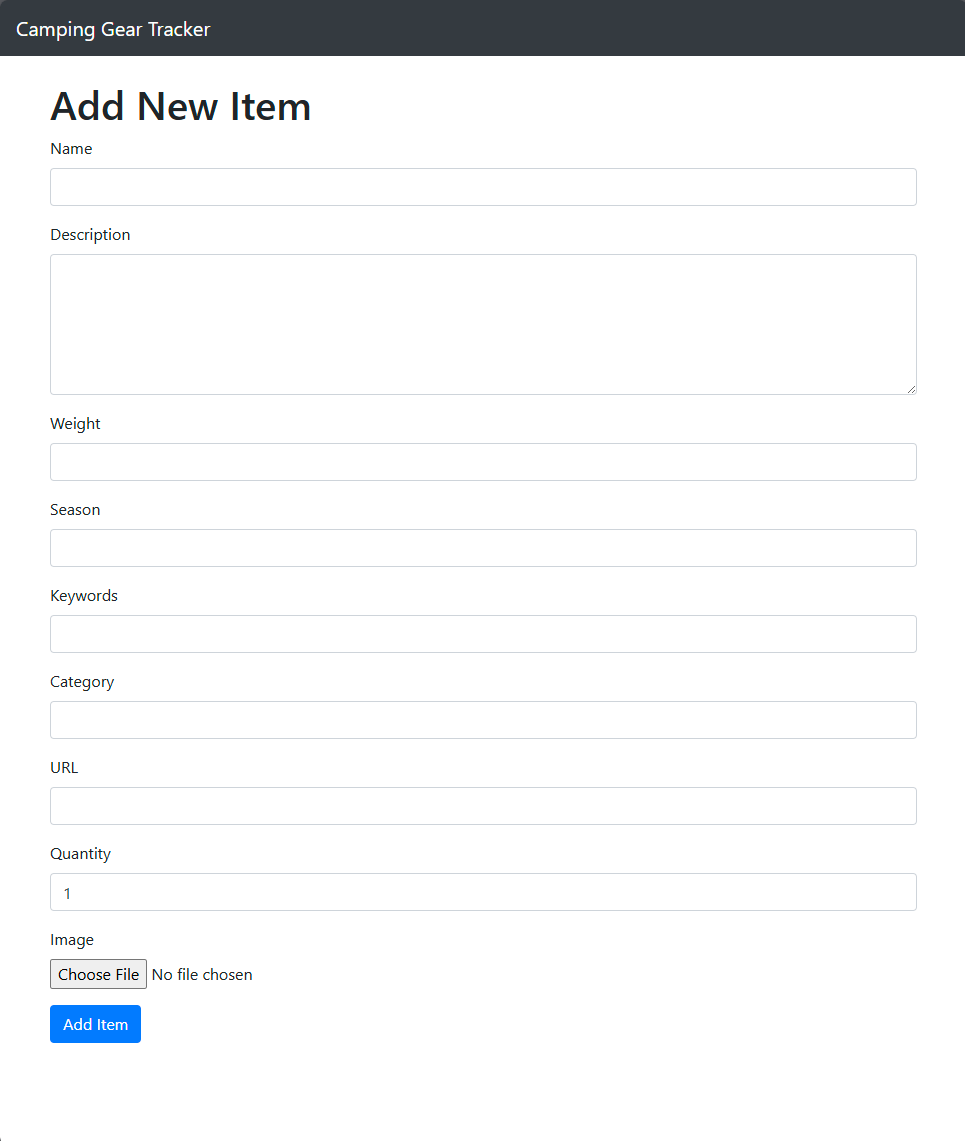 Camping Gear Tracker
Add New Item
Name
Description
Weight
Season
Keywords
Category
URL
Quantity
1
Image
Choose File No file chosen
Add Item